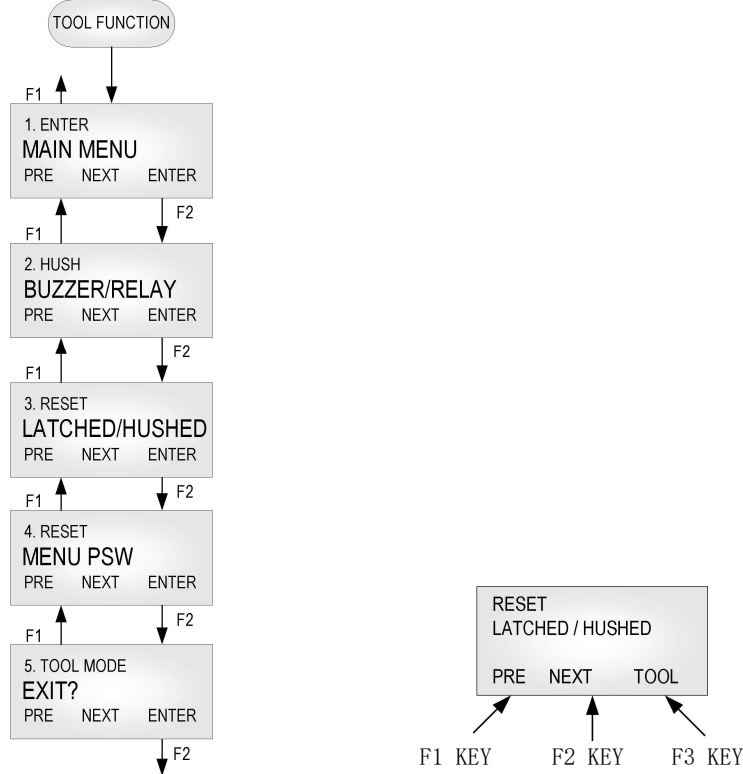 TOOL FUNCTION
F1
1. ENTER
MAIN MENU
PRE NEXT ENTER
F2
F1
2. HUSH
BUZZER/RELAY
PRE NEXT ENTER
F2
F1
3. RESET
LATCHED/HUSHED
PRE NEXT ENTER
F2
F1
4. RESET
MENU PSW
PRE NEXT ENTER
F2
F1
5. TOOL MODE
EXIT?
PRE NEXT ENTER
F2
RESET
LATCHED / HUSHED
PRE NEXT TOOL
F1 KEY F2 KEY F3 KEY